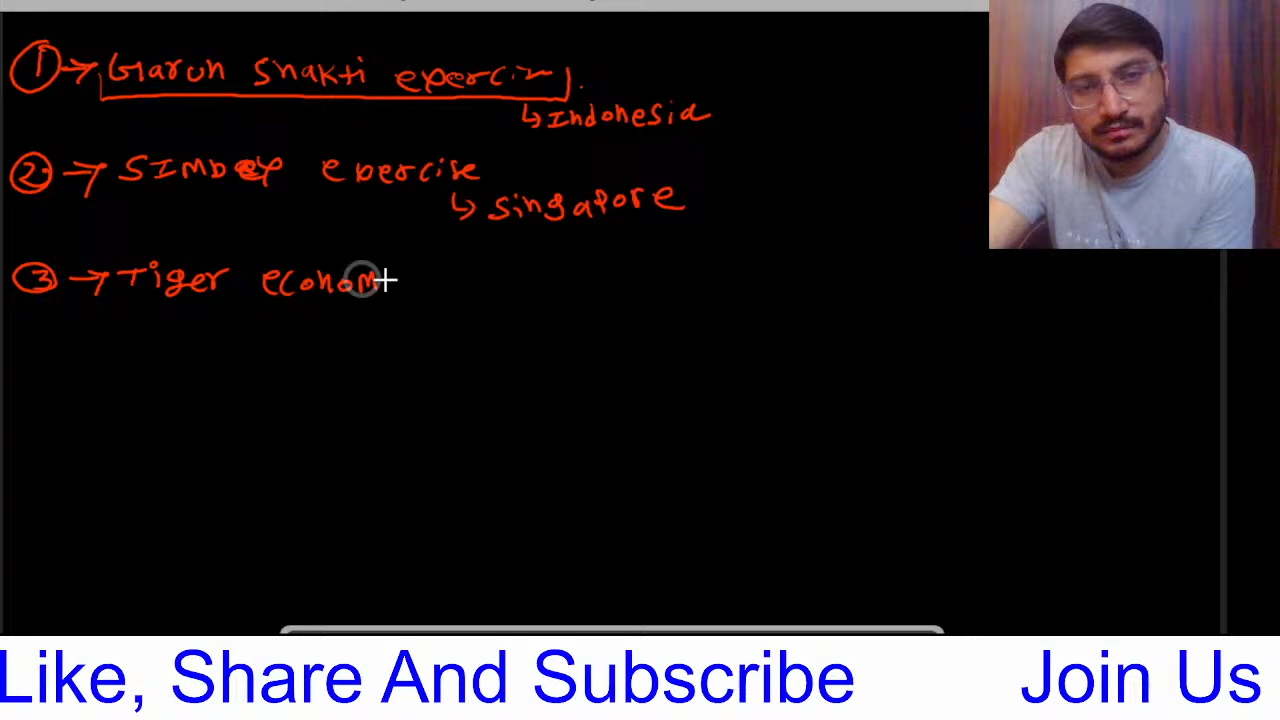 ① → Garun Shakti exercise
↳ Indonesia
② → SIMBEX exercise
↳ Singapore
③ → Tiger econom
Like, Share And Subscribe Join Us